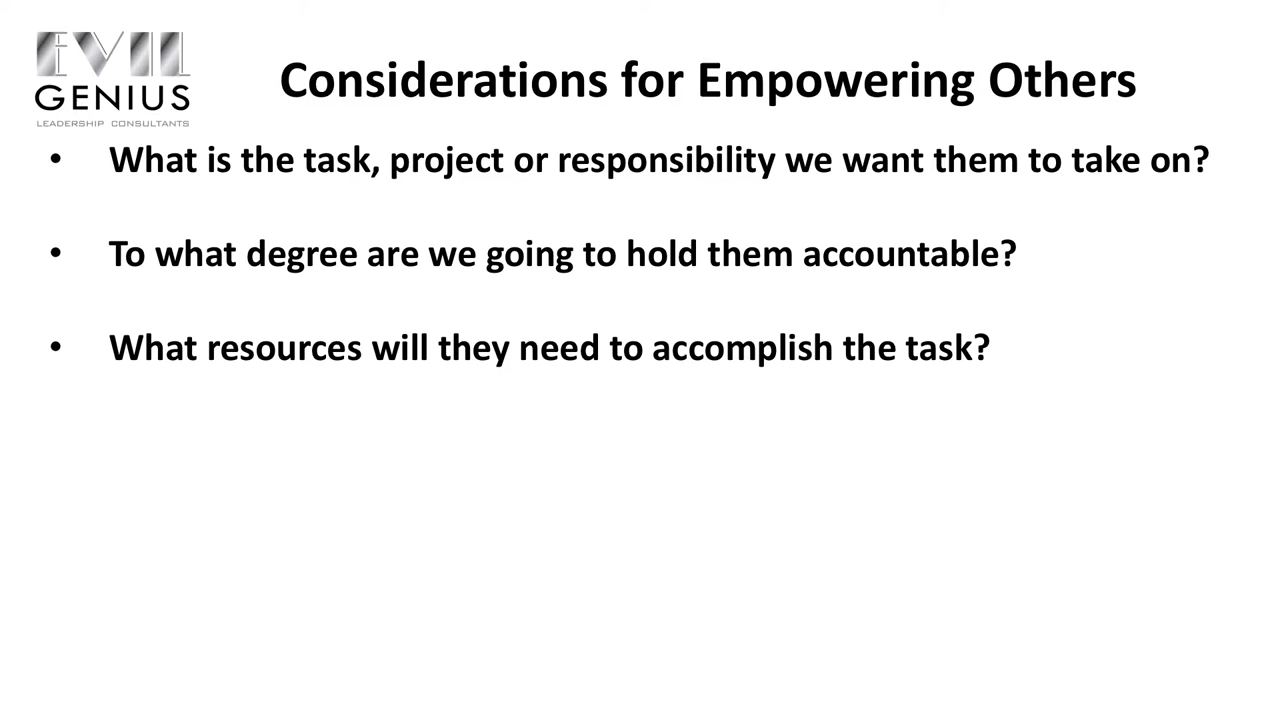 EVIL
GENIUS
LEADERSHIP CONSULTANTS
Considerations for Empowering Others
• What is the task, project or responsibility we want them to take on?
• To what degree are we going to hold them accountable?
• What resources will they need to accomplish the task?